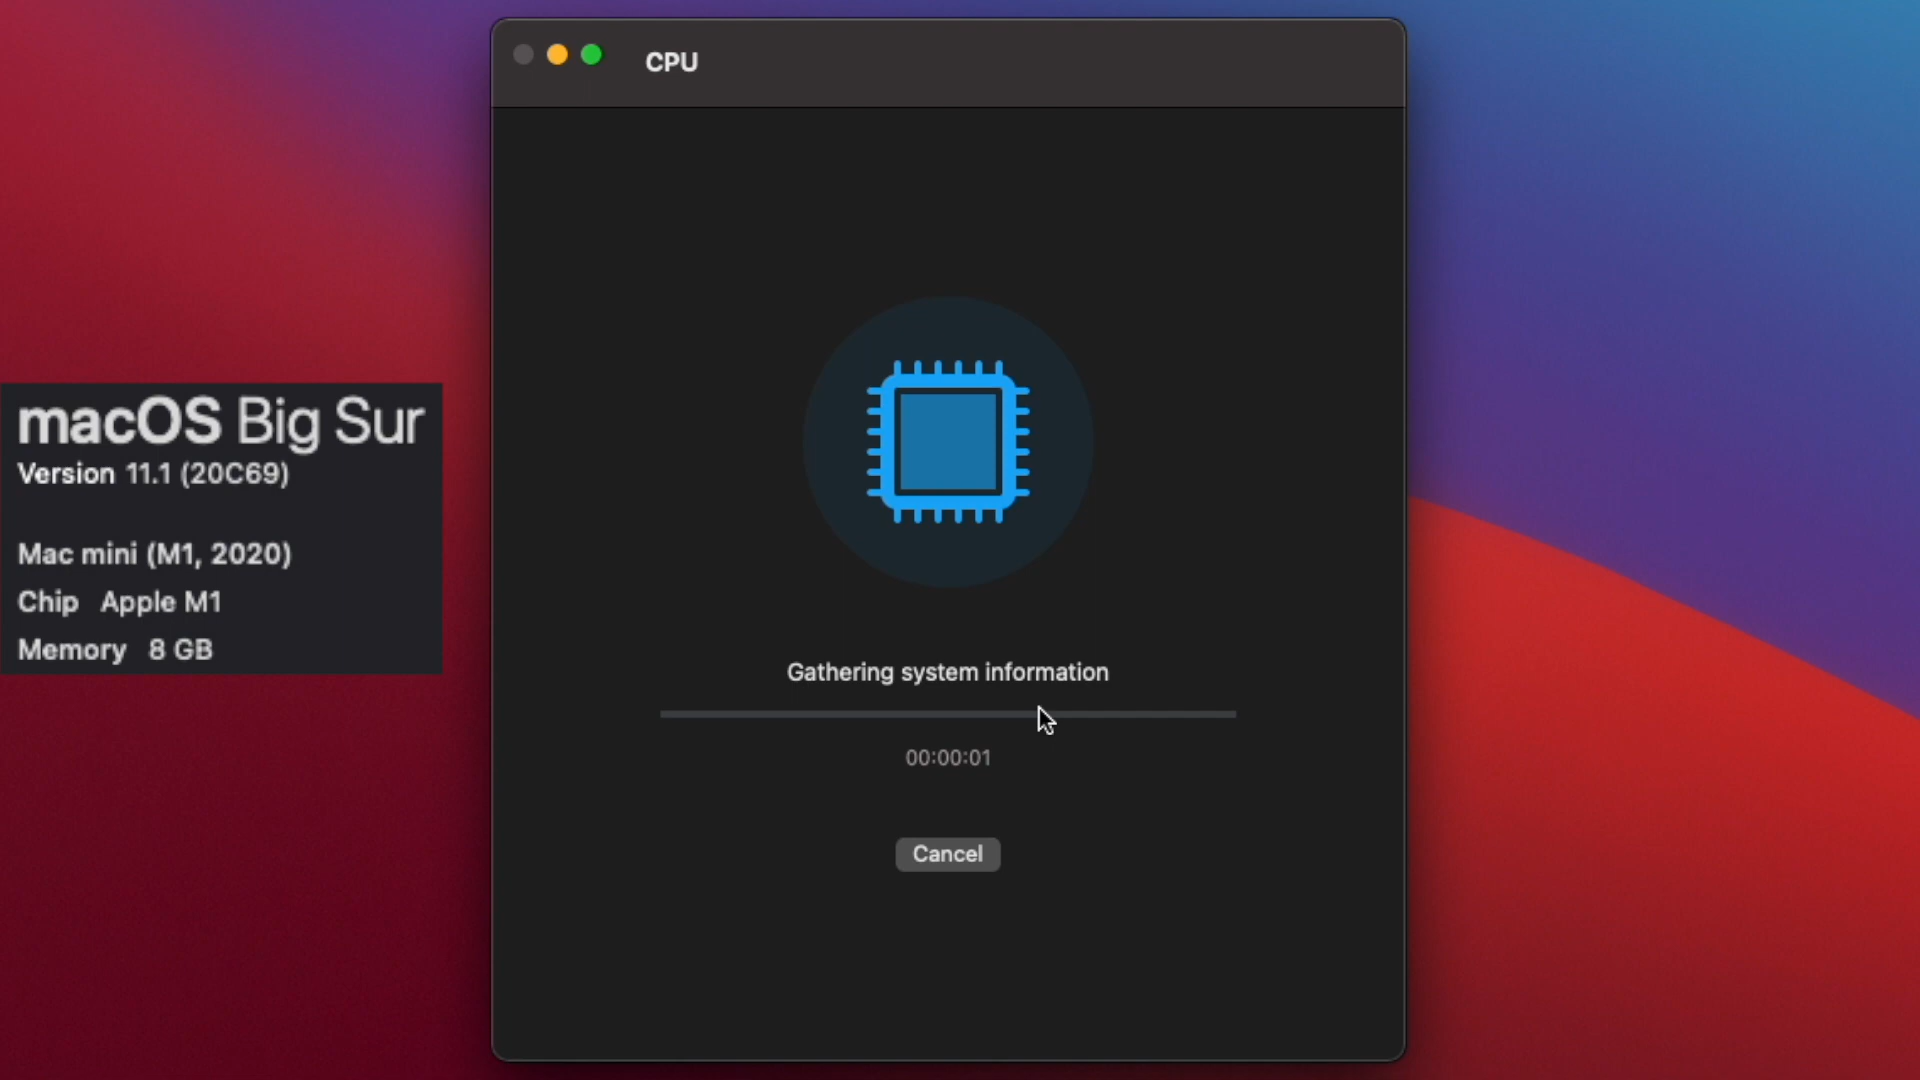 CPU
macOS Big Sur
Version 11.1 (20C69)
Mac mini (M1, 2020)
Chip Apple M1
Memory 8 GB
Gathering system information
00:00:01
Cancel